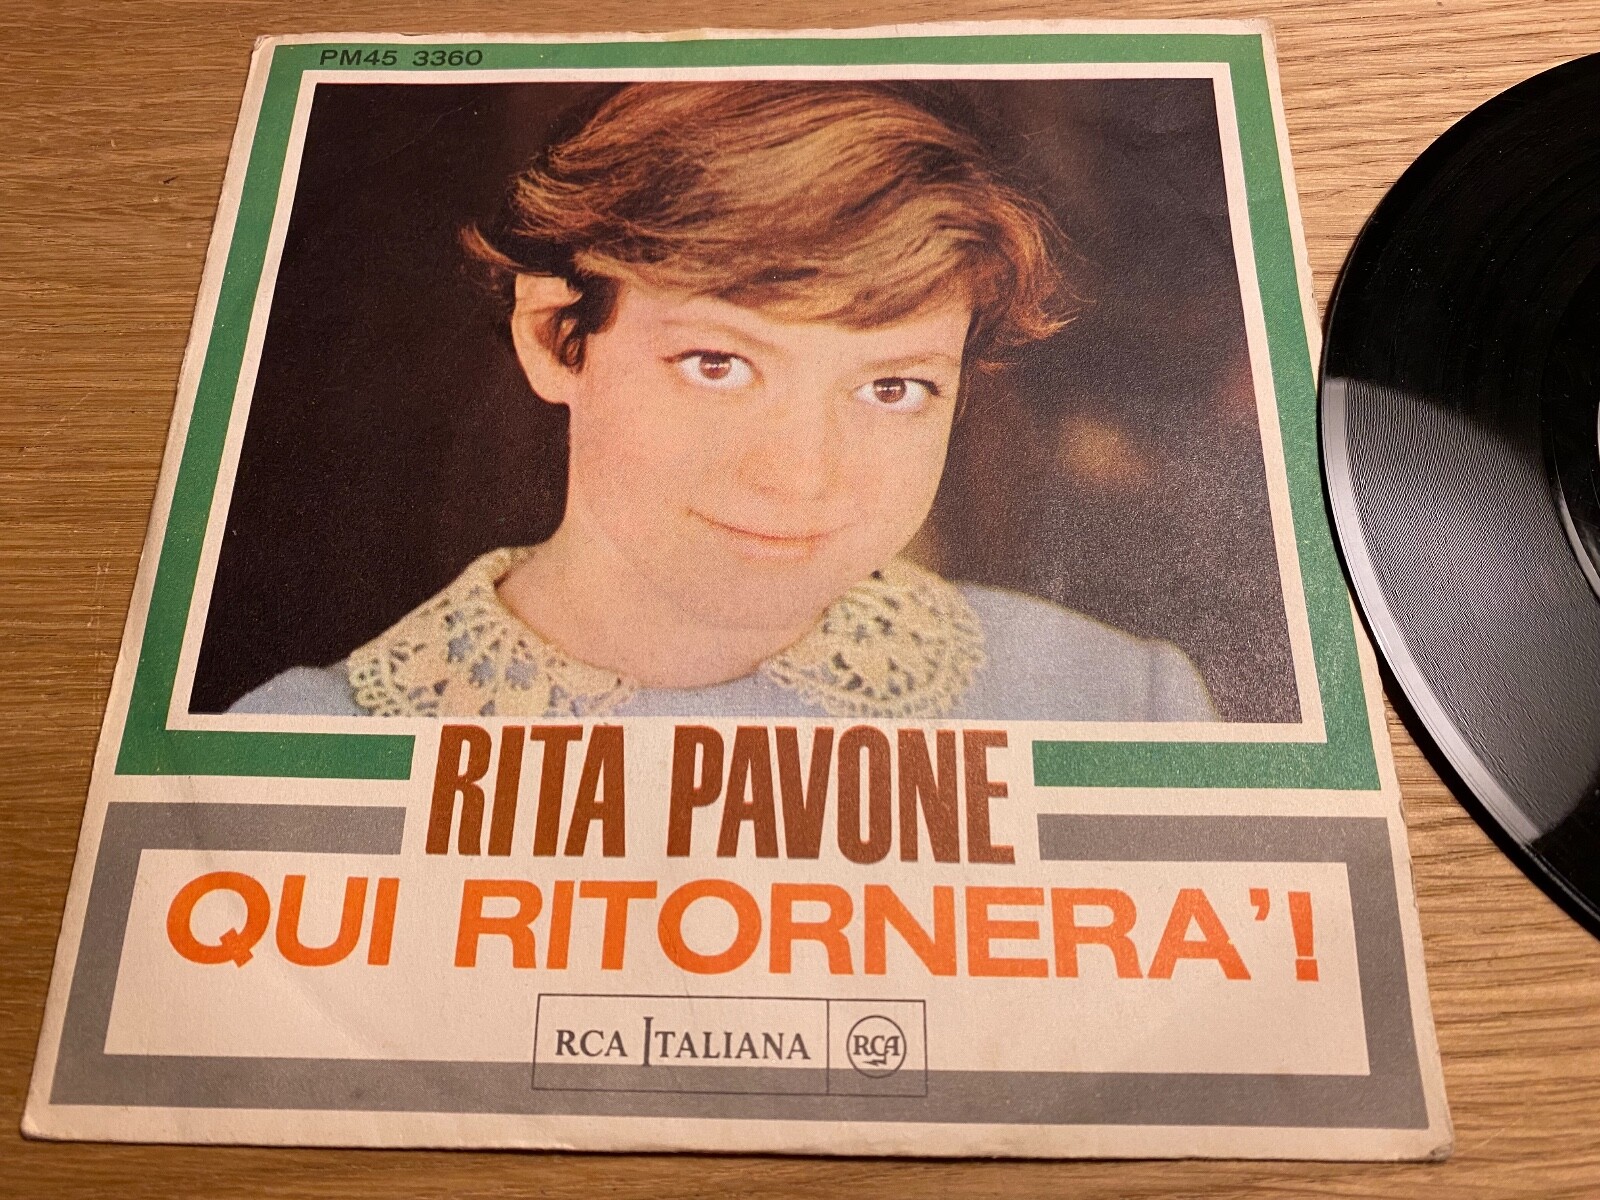 PM45 3360
RITA PAVONE
QUI RITORNERA'!
RCA ITALIANA RCA